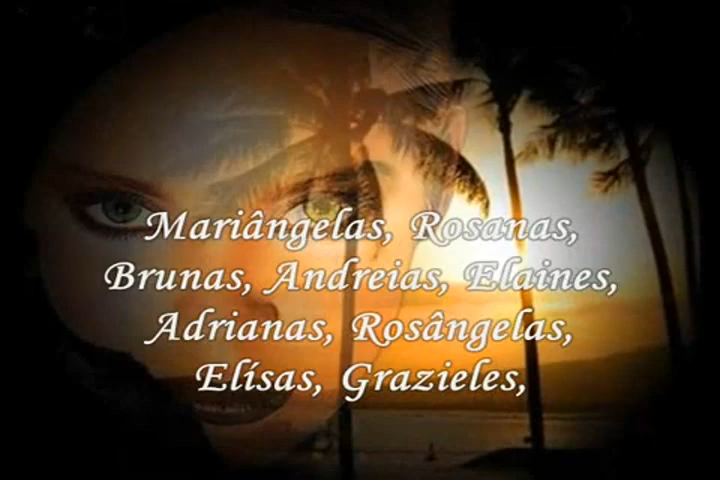 Mariângelas, Rosanas,
Brunas, Andreias, Elaines,
Adrianas, Rosângelas,
Elísas, Grazieles,